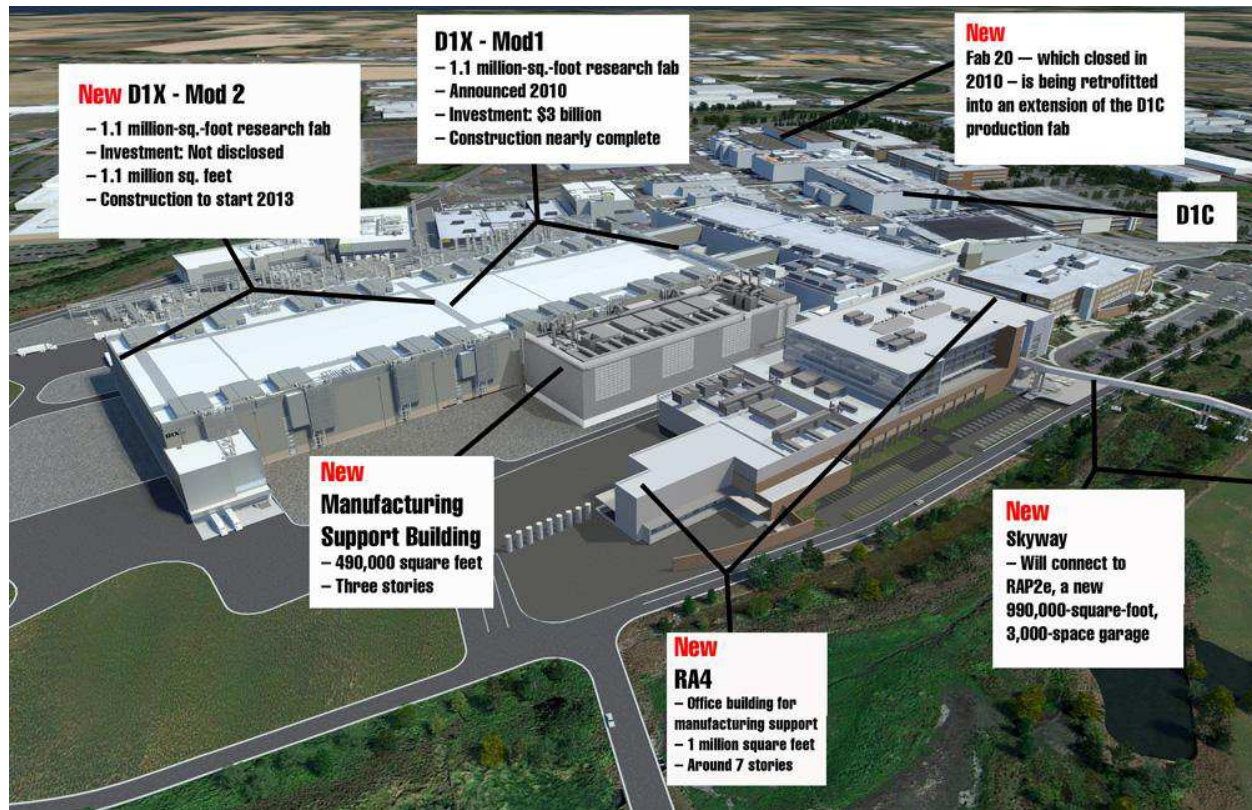 New D1X - Mod 2
– 1.1 million-sq.-foot research fab
– Investment: Not disclosed
– 1.1 million sq. feet
– Construction to start 2013
D1X - Mod1
– 1.1 million-sq.-foot research fab
– Announced 2010
– Investment: $3 billion
– Construction nearly complete
New
Fab 20 — which closed in
2010 – is being retrofitted
into an extension of the D1C
production fab
D1C
D1X
New
Manufacturing
Support Building
– 490,000 square feet
– Three stories
New
RA4
– Office building for
manufacturing support
– 1 million square feet
– Around 7 stories
New
Skyway
– Will connect to
RAP2e, a new
990,000-square-foot,
3,000-space garage